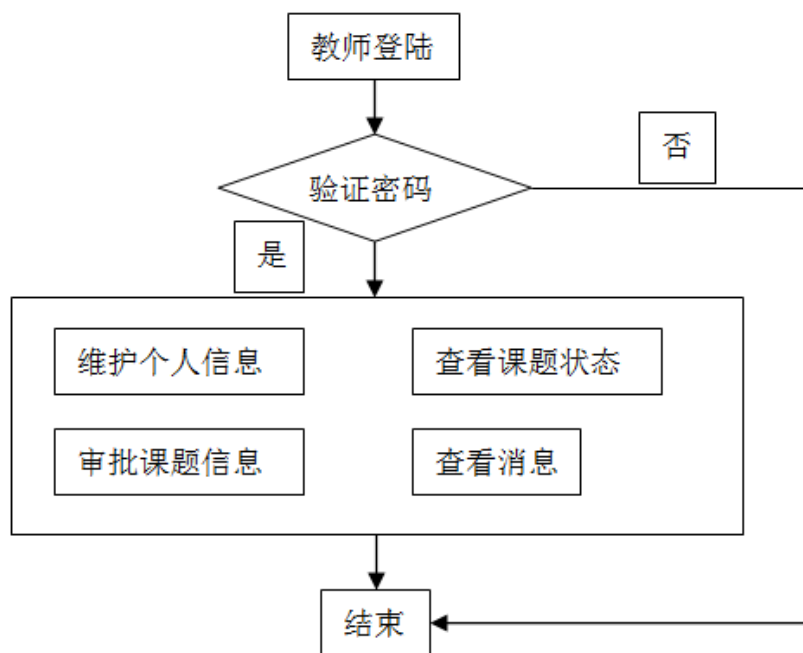 教师登陆
否
验证密码
是
维护个人信息
查看课题状态
审批课题信息
查看消息
结束